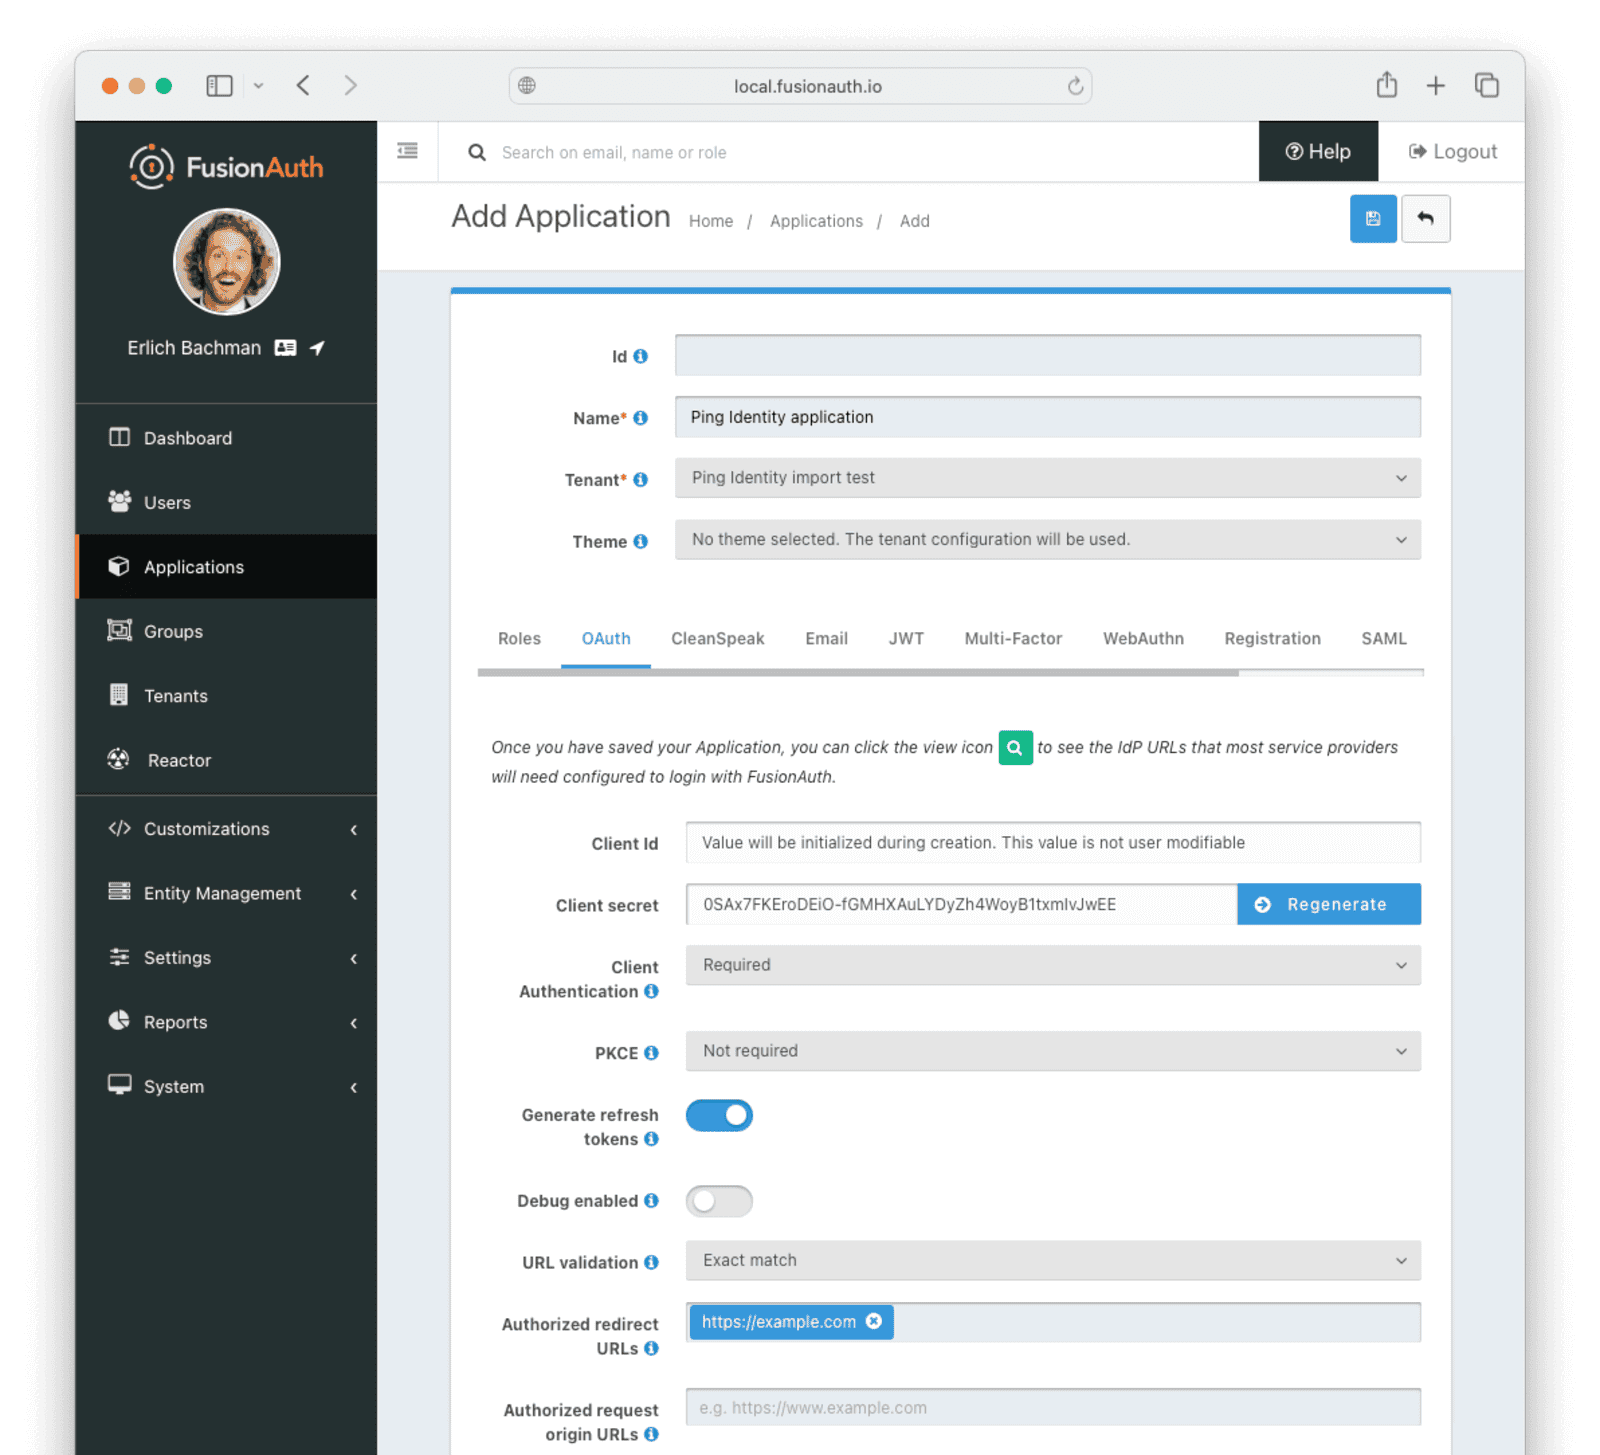 local.fusionauth.io
FusionAuth
Search on email, name or role
Help
Logout
Add Application
Home / Applications / Add
Erlich Bachman
Dashboard
Users
Applications
Groups
Tenants
Reactor
Customizations
Entity Management
Settings
Reports
System
Id
Name* Ping Identity application
Tenant* Ping Identity import test
Theme No theme selected. The tenant configuration will be used.
Roles OAuth CleanSpeak Email JWT Multi-Factor WebAuthn Registration SAML
Once you have saved your Application, you can click the view icon to see the IdP URLs that most service providers
will need configured to login with FusionAuth.
Client Id Value will be initialized during creation. This value is not user modifiable
Client secret 0SAx7FKEroDEiO-fGMHXAuLYDyZh4WoyB1txmIvJwEE Regenerate
Client
Authentication
Required
PKCE Not required
Generate refresh
tokens
Debug enabled
URL validation Exact match
Authorized redirect
URLs
https://example.com
Authorized request
origin URLs
e.g. https://www.example.com